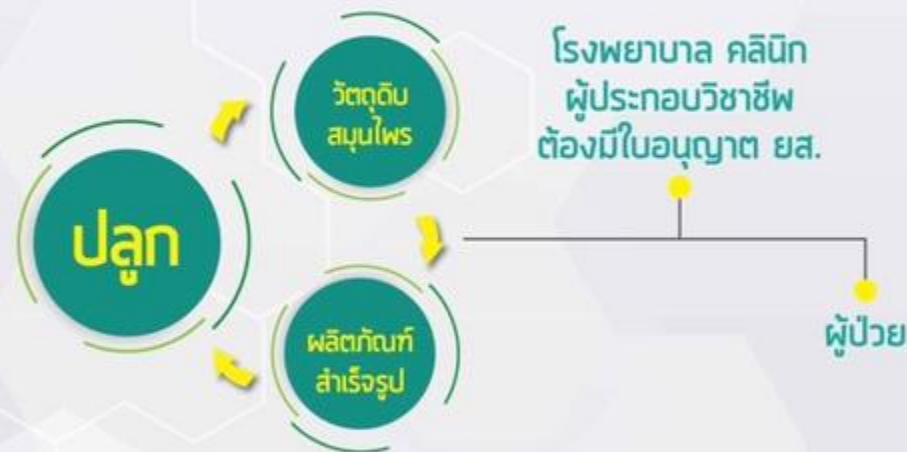 วัตถุดิบ
สมุนไพร
โรงพยาบาล คลินิก
ผู้ประกอบวิชาชีพ
ต้องมีใบอนุญาต ยส.
ปลูก
ผลิตภัณฑ์
สำเร็จรูป
ผู้ป่วย